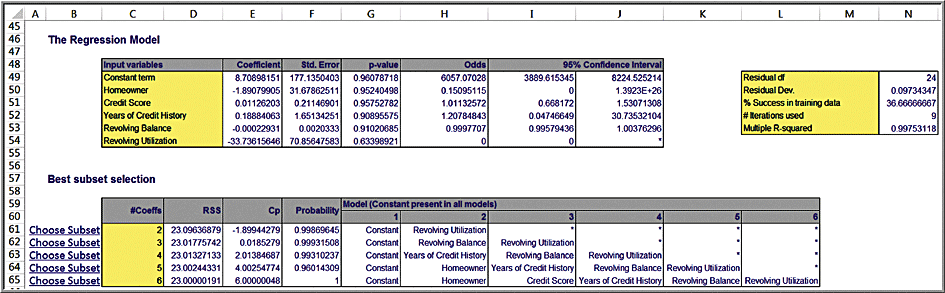 A B C D E F G H I J K L M N
45
46 The Regression Model
47
48 Input variables Coefficient Std. Error p-value Odds 95% Confidence Interval
49 Constant term 8.70898151 177.1350403 0.96078718 6057.07028 3889.615345 8224.525214 Residual df 24
50 Homeowner -1.89079905 31.67862511 0.95240498 0.15095115 0 1.3923E+26 Residual Dev. 0.09734347
51 Credit Score 0.01126203 0.21146901 0.95752782 1.01132572 0.668172 1.53071308 % Success in training data 36.66666667
52 Years of Credit History 0.18884063 1.65134251 0.90895575 1.20784843 0.04746649 30.73532104 # Iterations used 9
53 Revolving Balance -0.00022931 0.0020333 0.91020685 0.9997707 0.99579436 1.00376296 Multiple R-squared 0.99753118
54 Revolving Utilization -33.73615646 70.85647583 0.63398921 0 0 *
55
56
57 Best subset selection
58
59 #Coeffs RSS Cp Probability Model (Constant present in all models)
60 1 2 3 4 5 6
61 Choose Subset 2 23.09636879 -1.89944279 0.99869645 Constant Revolving Utilization * * * *
62 Choose Subset 3 23.01775742 0.0185279 0.99931508 Constant Revolving Balance Revolving Utilization * * *
63 Choose Subset 4 23.01327133 2.01384687 0.99310237 Constant Years of Credit History Revolving Balance Revolving Utilization * *
64 Choose Subset 5 23.00244331 4.00254774 0.96014309 Constant Homeowner Years of Credit History Revolving Balance Revolving Utilization *
65 Choose Subset 6 23.00000191 6.00000048 1 Constant Homeowner Credit Score Years of Credit History Revolving Balance Revolving Utilization